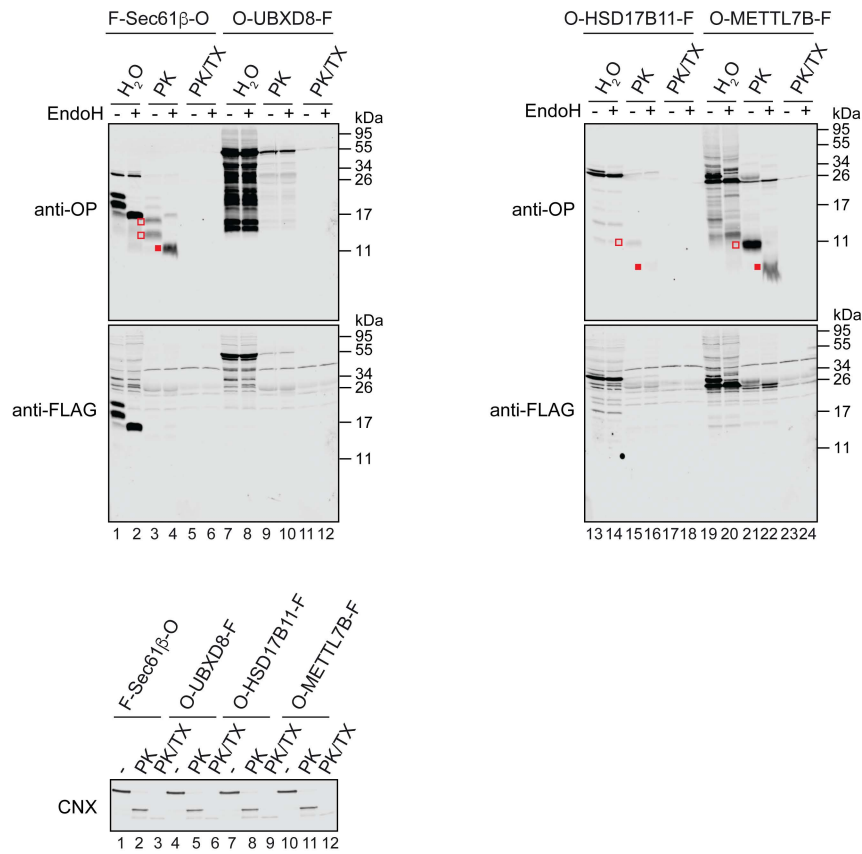 F-Sec61β-O O-UBXD8-F
H2O PK PK/TX H2O PK PK/TX
EndoH - + - + - + - + - + - + kDa
95
55
34
26
anti-OP
17
11
kDa
95
55
34
26
anti-FLAG
17
11
1 2 3 4 5 6 7 8 9 10 11 12
O-HSD17B11-F O-METTL7B-F
H2O PK PK/TX H2O PK PK/TX
EndoH - + - + - + - + - + - + kDa
95
55
34
26
anti-OP
17
11
kDa
95
55
34
26
anti-FLAG
17
11
13 14 15 16 17 18 19 20 21 22 23 24
F-Sec61β-O O-UBXD8-F O-HSD17B11-F O-METTL7B-F
- PK PK/TX - PK PK/TX - PK PK/TX - PK PK/TX
CNX
1 2 3 4 5 6 7 8 9 10 11 12